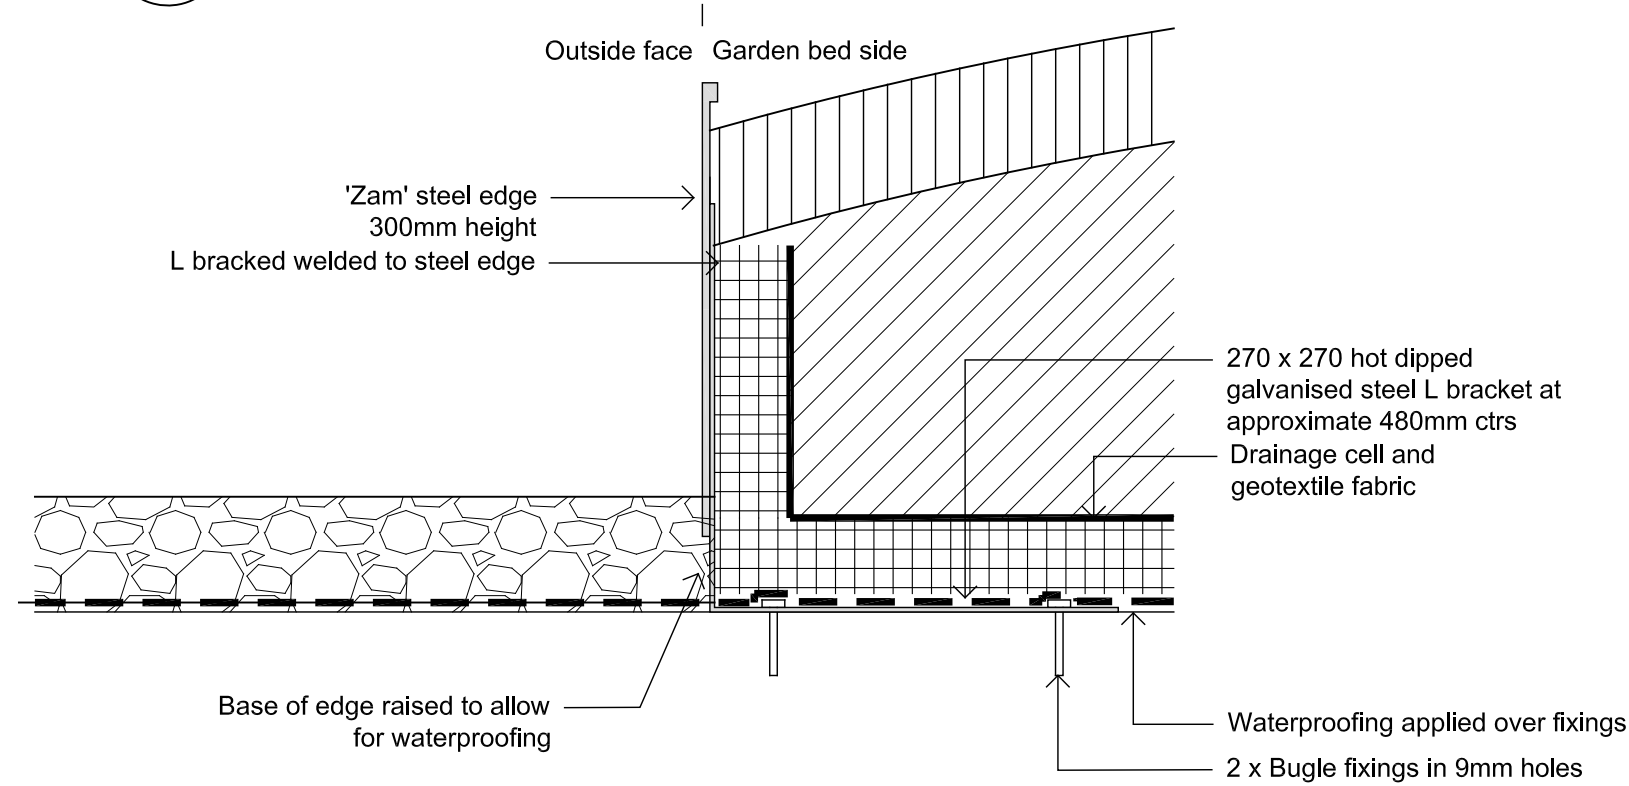 Outside face
Garden bed side
'Zam' steel edge
300mm height
L bracked welded to steel edge
270 x 270 hot dipped
galvanised steel L bracket at
approximate 480mm ctrs
Drainage cell and
geotextile fabric
Base of edge raised to allow
for waterproofing
Waterproofing applied over fixings
2 x Bugle fixings in 9mm holes